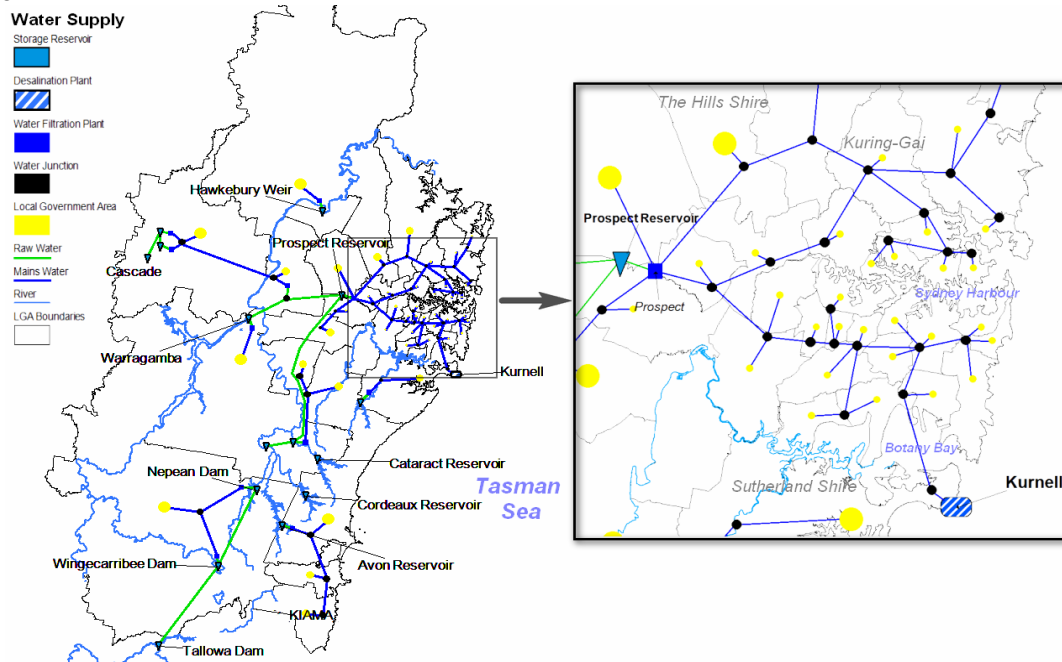 Water Supply
Storage Reservoir
Desalination Plant
Water Filtration Plant
Water Junction
Local Government Area
Raw Water
Mains Water
River
LGA Boundaries
Hawkebury Weir
Prospect Reservoir
Cascade
Warragamba
Kurnell
Nepean Dam
Cataract Reservoir
Cordeaux Reservoir
Tasman
Sea
Wingecarribee Dam
Avon Reservoir
KIAMA
Tallowa Dam
The Hills Shire
Kuring-Gai
Prospect Reservoir
Prospect
Sydney Harbour
Botany Bay
Sutherland Shire
Kurnell